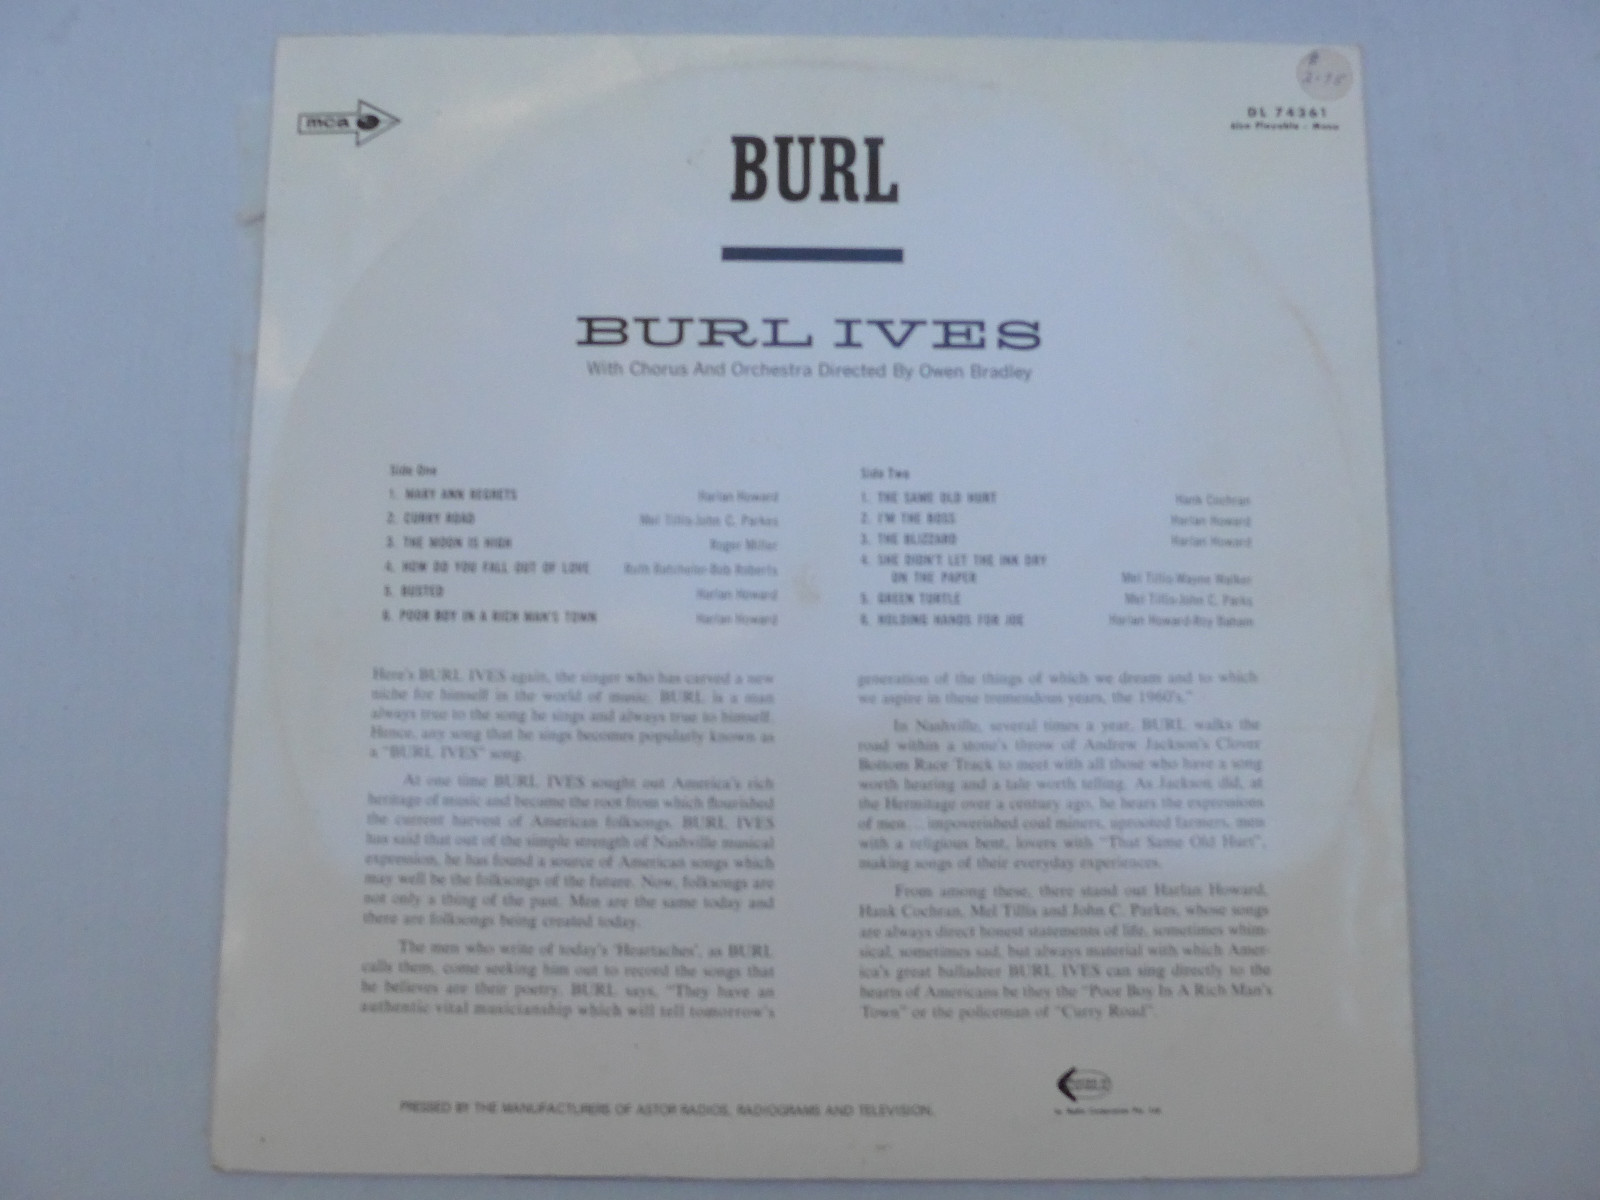 mca
DL 74361
Also Playable - Mono
BURL
BURL IVES
With Chorus And Orchestra Directed By Owen Bradley
Side One
1. MARY ANN REGRETS Harlan Howard
2. CURRY ROAD Mel Tillis-John C. Parkes
3. THE MOON IS HIGH Roger Miller
4. HOW DO YOU FALL OUT OF LOVE Ruth Batchelor-Bob Roberts
5. BUSTED Harlan Howard
6. POOR BOY IN A RICH MAN'S TOWN Harlan Howard
Side Two
1. THE SAME OLD HURT Hank Cochran
2. I'M THE BOSS Harlan Howard
3. THE BLIZZARD Harlan Howard
4. SHE DIDN'T LET THE INK DRY
ON THE PAPER Mel Tillis-Wayne Walker
5. GREEN TURTLE Mel Tillis-John C. Parks
6. HOLDING HANDS FOR JOE Harlan Howard-Roy Baham
Here's BURL IVES again, the singer who has carved a new
niche for himself in the world of music. BURL is a man
always true to the song he sings and always true to himself.
Hence, any song that he sings becomes popularly known as
a "BURL IVES" song.
At one time BURL IVES sought out America's rich
heritage of music and became the root from which flourished
the current harvest of American folksongs. BURL IVES
has said that out of the simple strength of Nashville musical
expression, he has found a source of American songs which
may well be the folksongs of the future. Now, folksongs are
not only a thing of the past. Men are the same today and
there are folksongs being created today.
The men who write of today's 'Heartaches', as BURL
calls them, come seeking him out to record the songs that
he believes are their poetry. BURL says, "They have an
authentic vital musicianship which will tell tomorrow's
generation of the things of which we dream and to which
we aspire in these tremendous years, the 1960's."
In Nashville, several times a year, BURL walks the
road within a stone's throw of Andrew Jackson's Clover
Bottom Race Track to meet with all those who have a song
worth hearing and a tale worth telling. As Jackson did, at
the Hermitage over a century ago, he hears the expressions
of men... impoverished coal miners, uprooted farmers, men
with a religious bent, lovers with "That Same Old Hurt",
making songs of their everyday experiences.
From among these, there stand out Harlan Howard,
Hank Cochran, Mel Tillis and John C. Parkes, whose songs
are always direct honest statements of life, sometimes whim-
sical, sometimes sad, but always material with which Amer-
ica's great balladeer BURL IVES can sing directly to the
hearts of Americans be they the "Poor Boy In A Rich Man's
Town" or the policeman of "Curry Road".
PRESSED BY THE MANUFACTURERS OF ASTOR RADIOS, RADIOGRAMS AND TELEVISION.